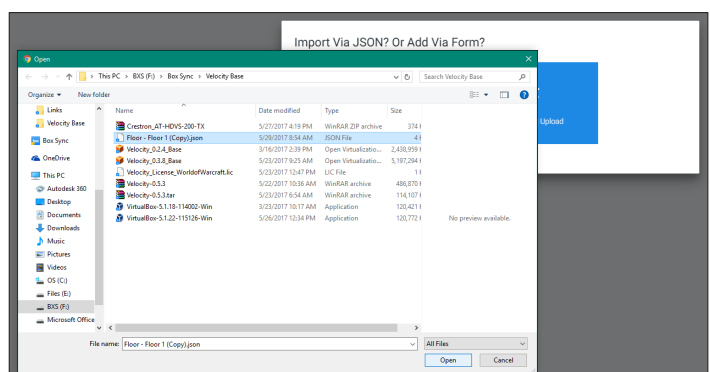 Import Via JSON? Or Add Via Form?
Open
This PC > BXS (F:) > Box Sync > Velocity Base
Search Velocity Base
Organize
New folder
Name Date modified Type Size
Links
Velocity Base
Box Sync
OneDrive
This PC
Autodesk 360
Desktop
Documents
Downloads
Music
Pictures
Videos
OS (C:)
Files (E:)
BXS (F:)
Microsoft Office
Crestron_AT-HDVS-200-TX 5/27/2017 4:19 PM WinRAR ZIP archive 374
Floor - Floor 1 (Copy).json 5/29/2017 8:54 AM JSON File 4
Velocity_0.2.4_Base 3/16/2017 2:39 PM Open Virtualizatio... 2,438,959
Velocity_0.3.8_Base 5/23/2017 9:25 AM Open Virtualizatio... 5,197,294
Velocity_License_WorldofWarcraft.lic 5/23/2017 12:47 PM LIC File 1
Velocity-0.5.3 5/22/2017 10:36 AM WinRAR archive 486,870
Velocity-0.5.3.tar 5/23/2017 6:54 AM WinRAR archive 114,107
VirtualBox-5.1.18-114002-Win 3/23/2017 10:17 AM Application 120,421
VirtualBox-5.1.22-115126-Win 5/26/2017 12:34 PM Application 120,772
No preview available.
Upload
File name: Floor - Floor 1 (Copy).json
All Files
Open
Cancel